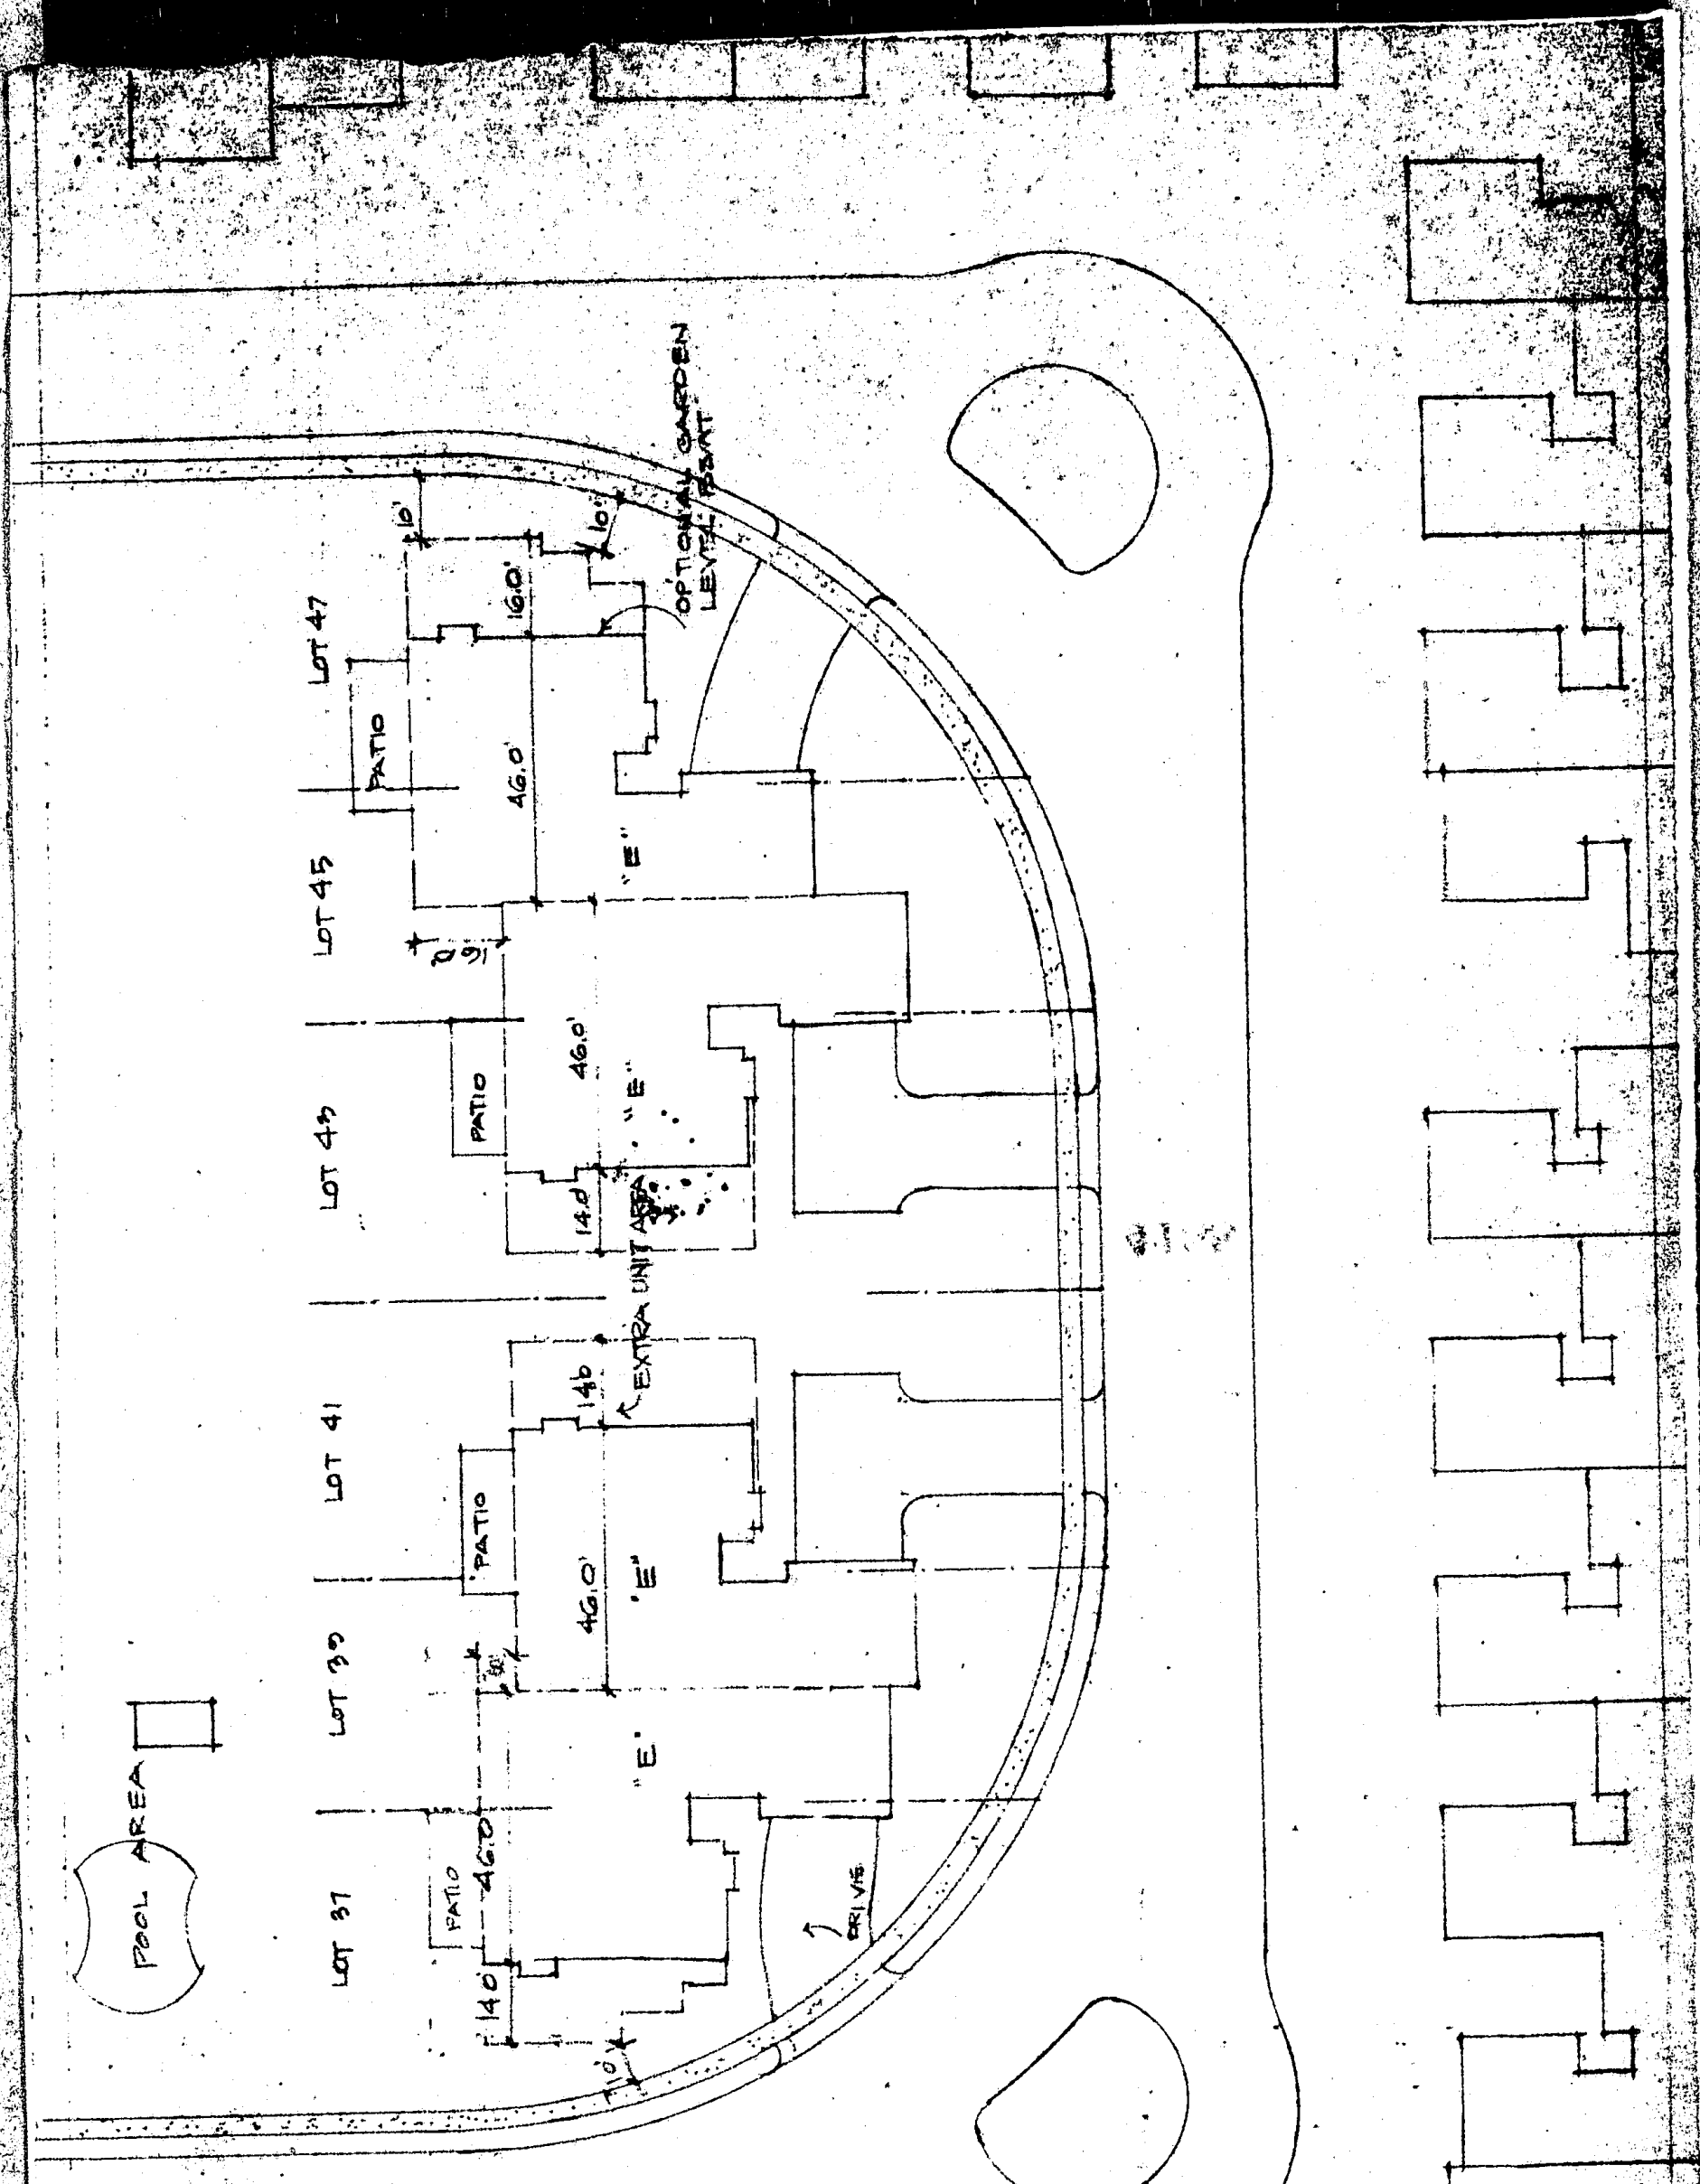 POOL AREA
LOT 37
LOT 39
LOT 41
LOT 43
LOT 45
LOT 47
PATIO
PATIO
PATIO
PATIO
14.0'
46.0'
46.0'
14.0
14.0
46.0'
46.0'
16.0'
16.0
10'
10'
10'
"E"
"E"
"E"
"E"
EXTRA UNIT AREA
OPTIONAL GARDEN
LEVEL BSMT
DRIVE